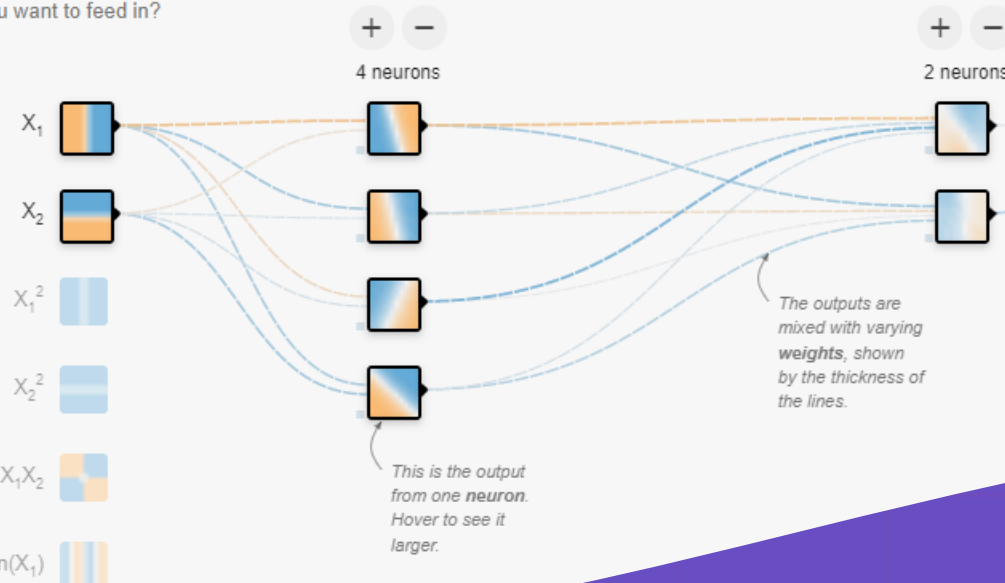 u want to feed in?
+ −
+ −
4 neurons
2 neurons
X₁
X₂
X₁²
X₂²
X₁X₂
n(X₁)
The outputs are
mixed with varying
weights, shown
by the thickness of
the lines.
This is the output
from one neuron.
Hover to see it
larger.